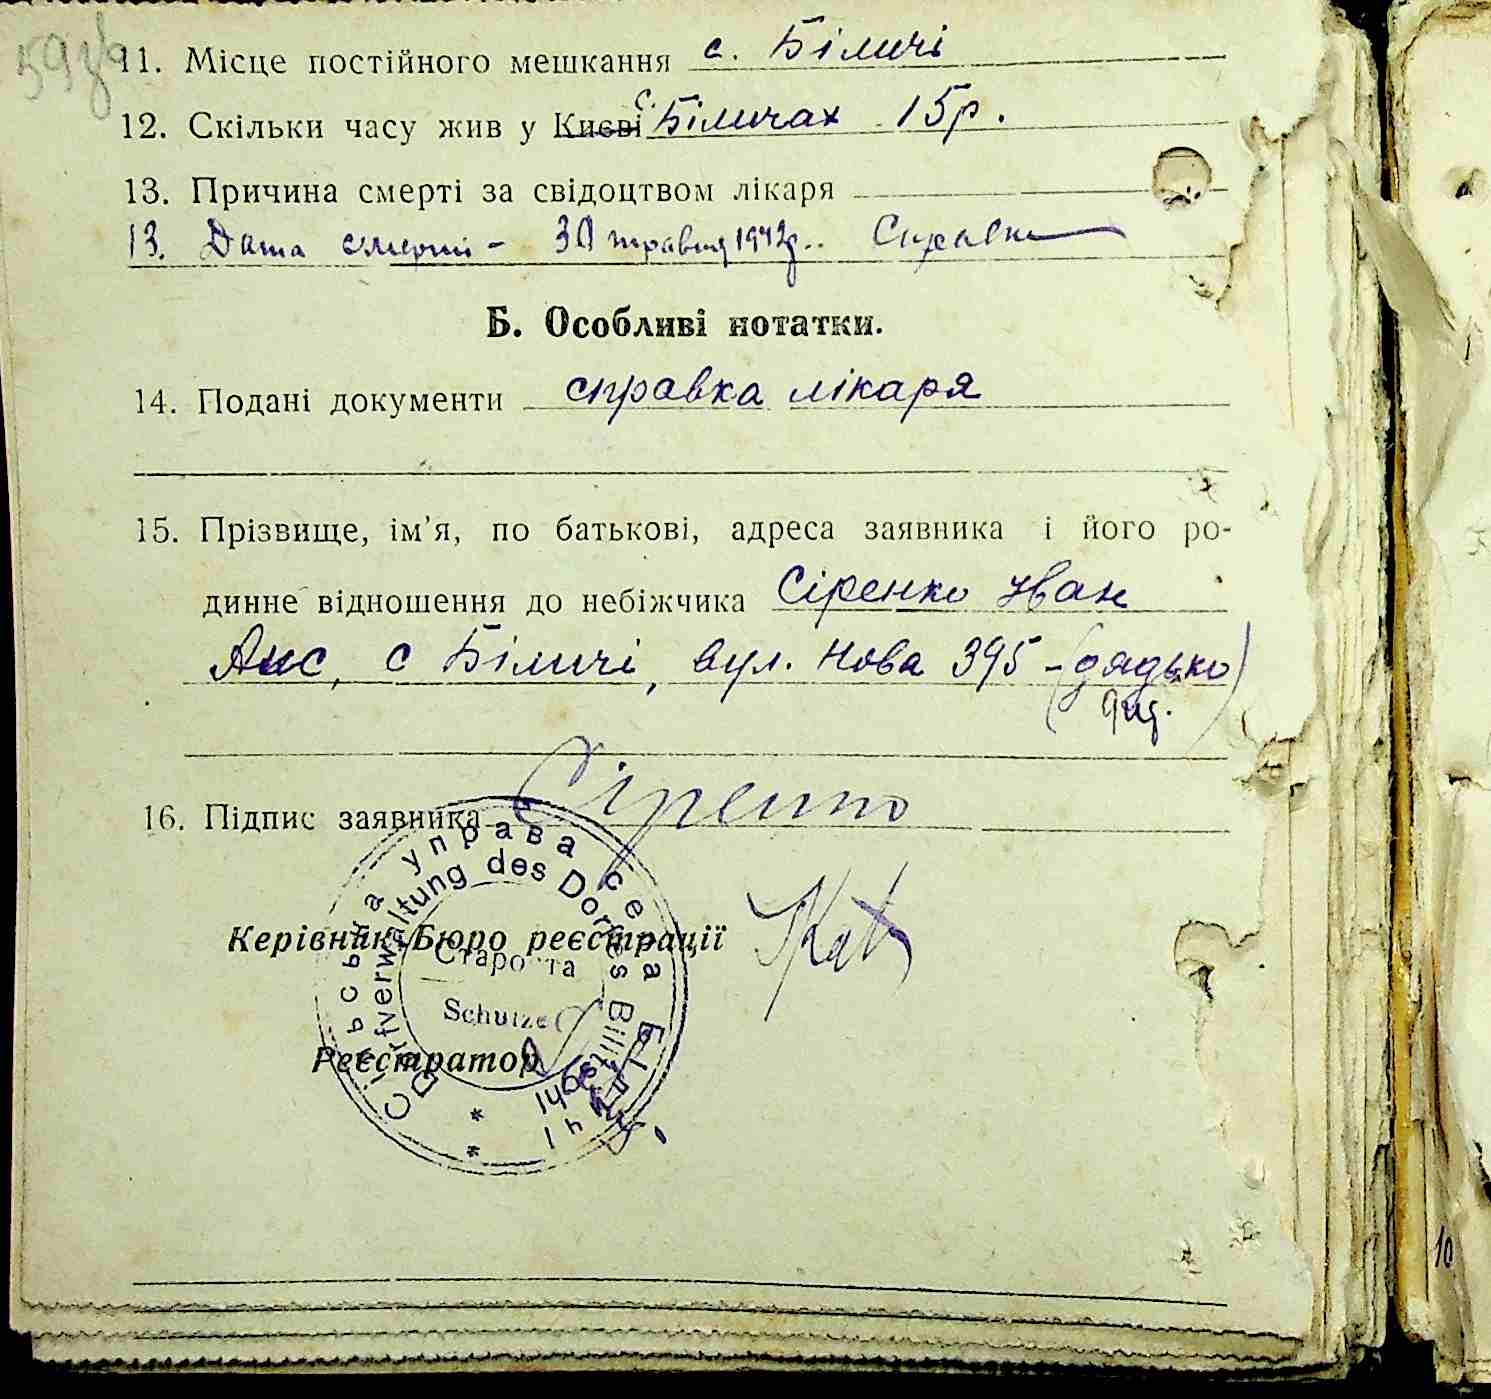 59зв
11. Місце постійного мешкання с. Біличі
12. Скільки часу жив у Києві с. Біличах 15р.
13. Причина смерті за свідоцтвом лікаря
13. Дата смерті - 30 травня 1942р..
Б. Особливі нотатки.
14. Подані документи справка лікаря
15. Прізвище, ім'я, по батькові, адреса заявника і його ро-
динне відношення до небіжчика Сіренко Іван
Анс, с Біличі, вул. Нова 395 - (дядько)
16. Підпис заявника Сіренко
Керівник Бюро реєстрації
Реєстратор
Сільська управа села Біличі
Dorfverwaltung des Dorfes Bilitschi
Староста
Schulze
10